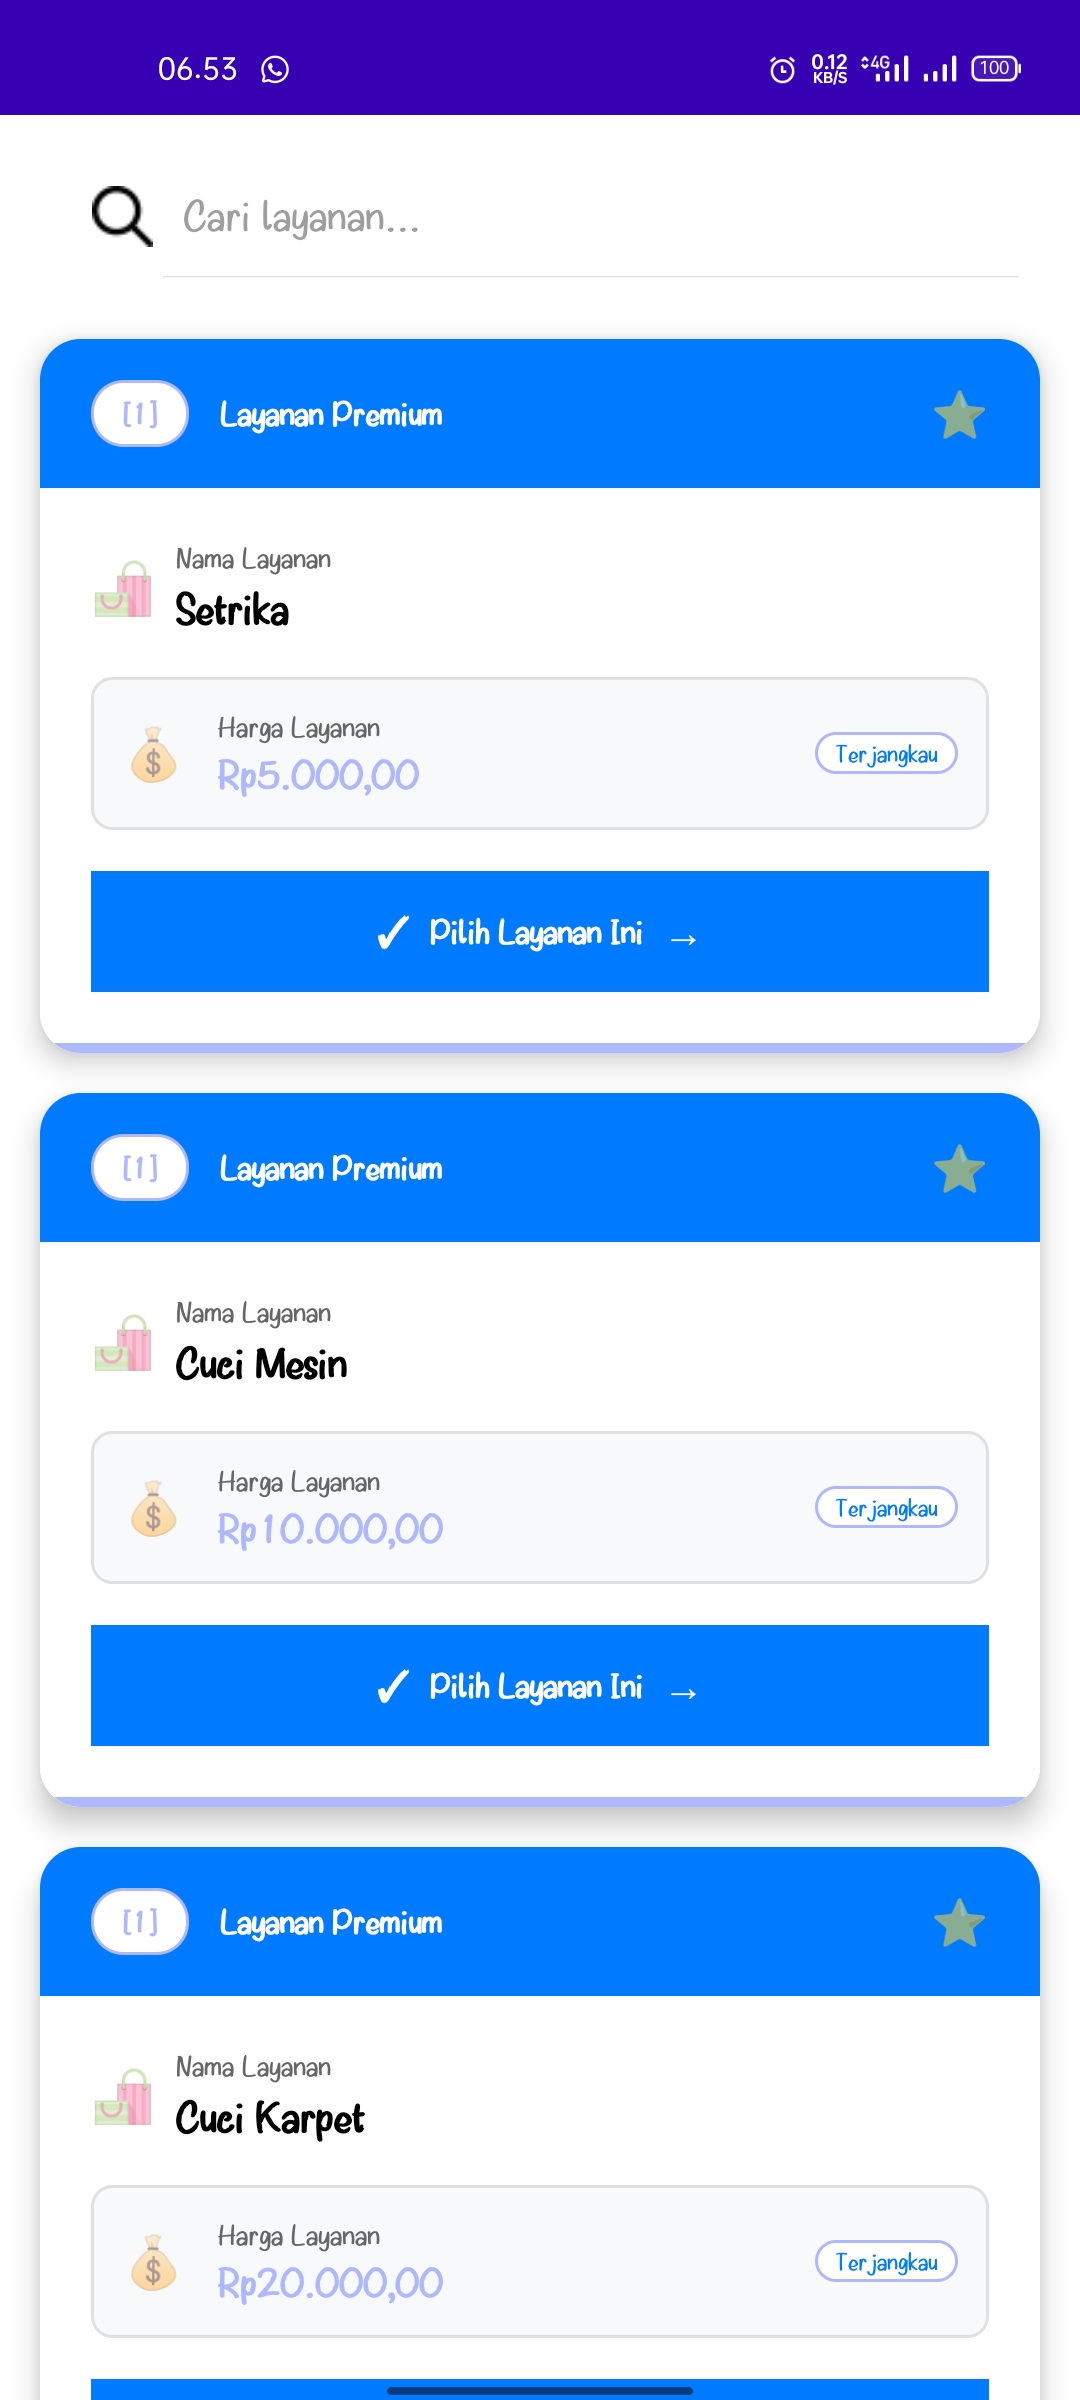 06.53
0.12
KB/S
4G
100
Cari layanan...
[1] Layanan Premium
Nama Layanan
Setrika
Harga Layanan
Rp5.000,00
Terjangkau
✓ Pilih Layanan Ini →
[1] Layanan Premium
Nama Layanan
Cuci Mesin
Harga Layanan
Rp10.000,00
Terjangkau
✓ Pilih Layanan Ini →
[1] Layanan Premium
Nama Layanan
Cuci Karpet
Harga Layanan
Rp20.000,00
Terjangkau